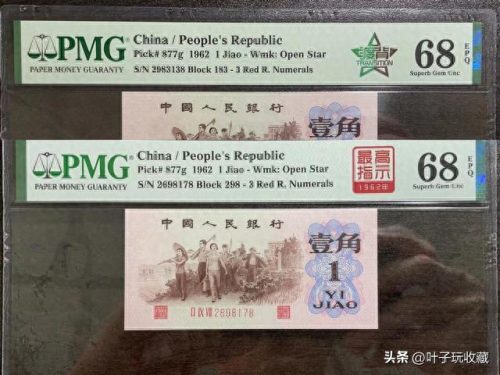 PMG
PAPER MONEY GUARANTY
China / People's Republic
Pick# 877g 1962 1 Jiao - Wmk: Open Star
S/N 2983138 Block 183 - 3 Red R. Numerals
TRANSITION
68 EPQ
Superb Gem Unc
中国人民银行
壹角
PMG
PAPER MONEY GUARANTY
China / People's Republic
Pick# 877g 1962 1 Jiao - Wmk: Open Star
S/N 2698178 Block 298 - 3 Red R. Numerals
最高
指示
1962年
68 EPQ
Superb Gem Unc
中国人民银行
壹角
1
YI JIAO
2698178
头条 @叶子玩收藏